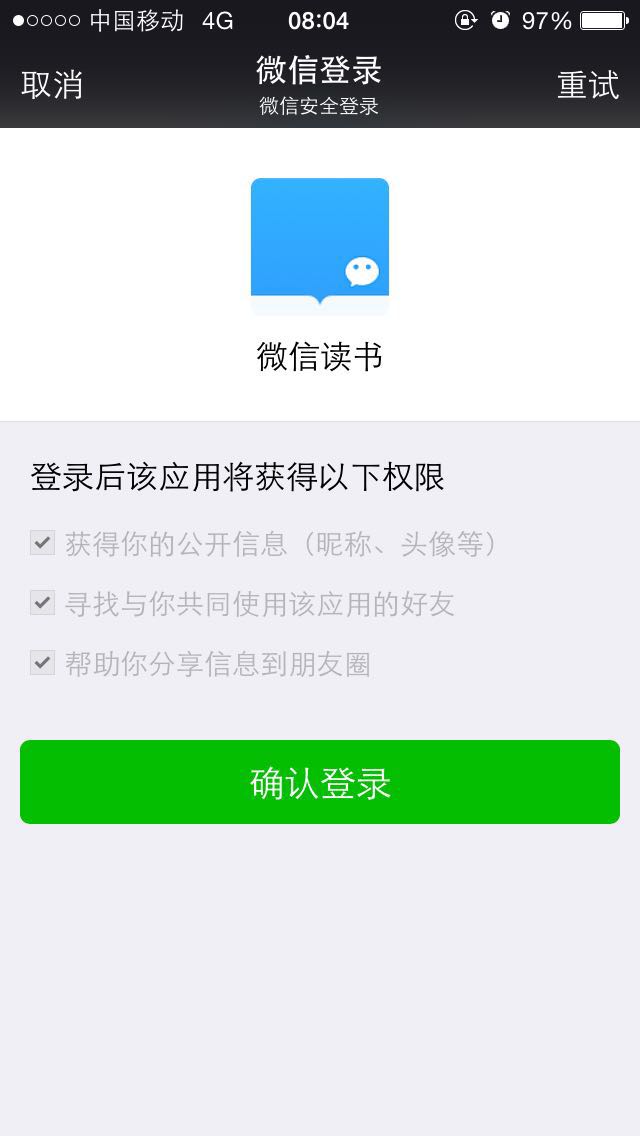 中国移动 4G 08:04 97%
取消 微信登录 重试
微信安全登录
微信读书
登录后该应用将获得以下权限
获得你的公开信息（昵称、头像等）
寻找与你共同使用该应用的好友
帮助你分享信息到朋友圈
确认登录